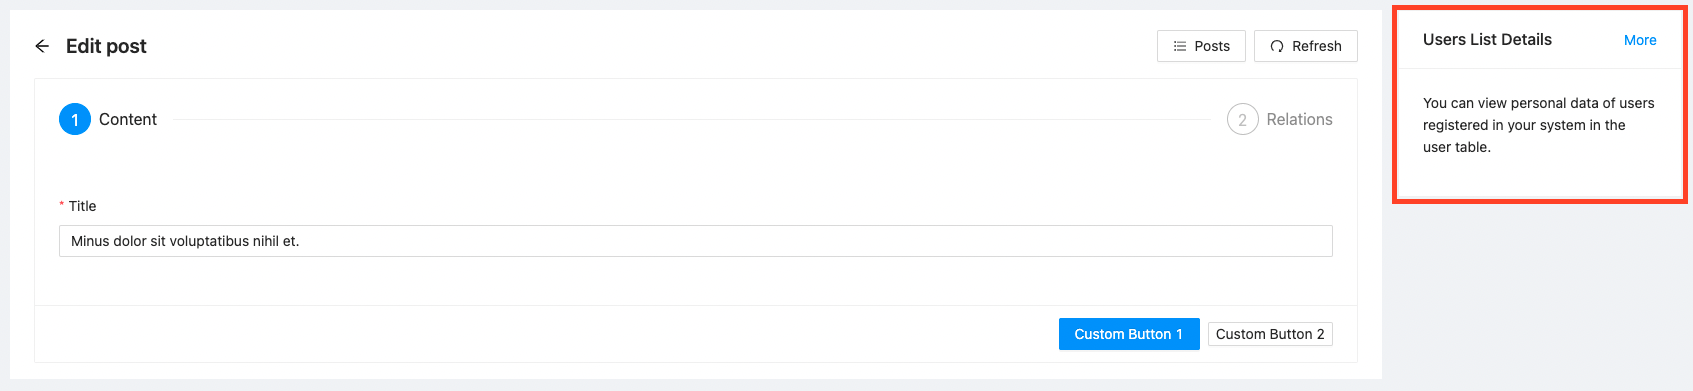 Edit post
Posts
Refresh
1 Content
2 Relations
* Title
Minus dolor sit voluptatibus nihil et.
Custom Button 1
Custom Button 2
Users List Details
More
You can view personal data of users
registered in your system in the
user table.